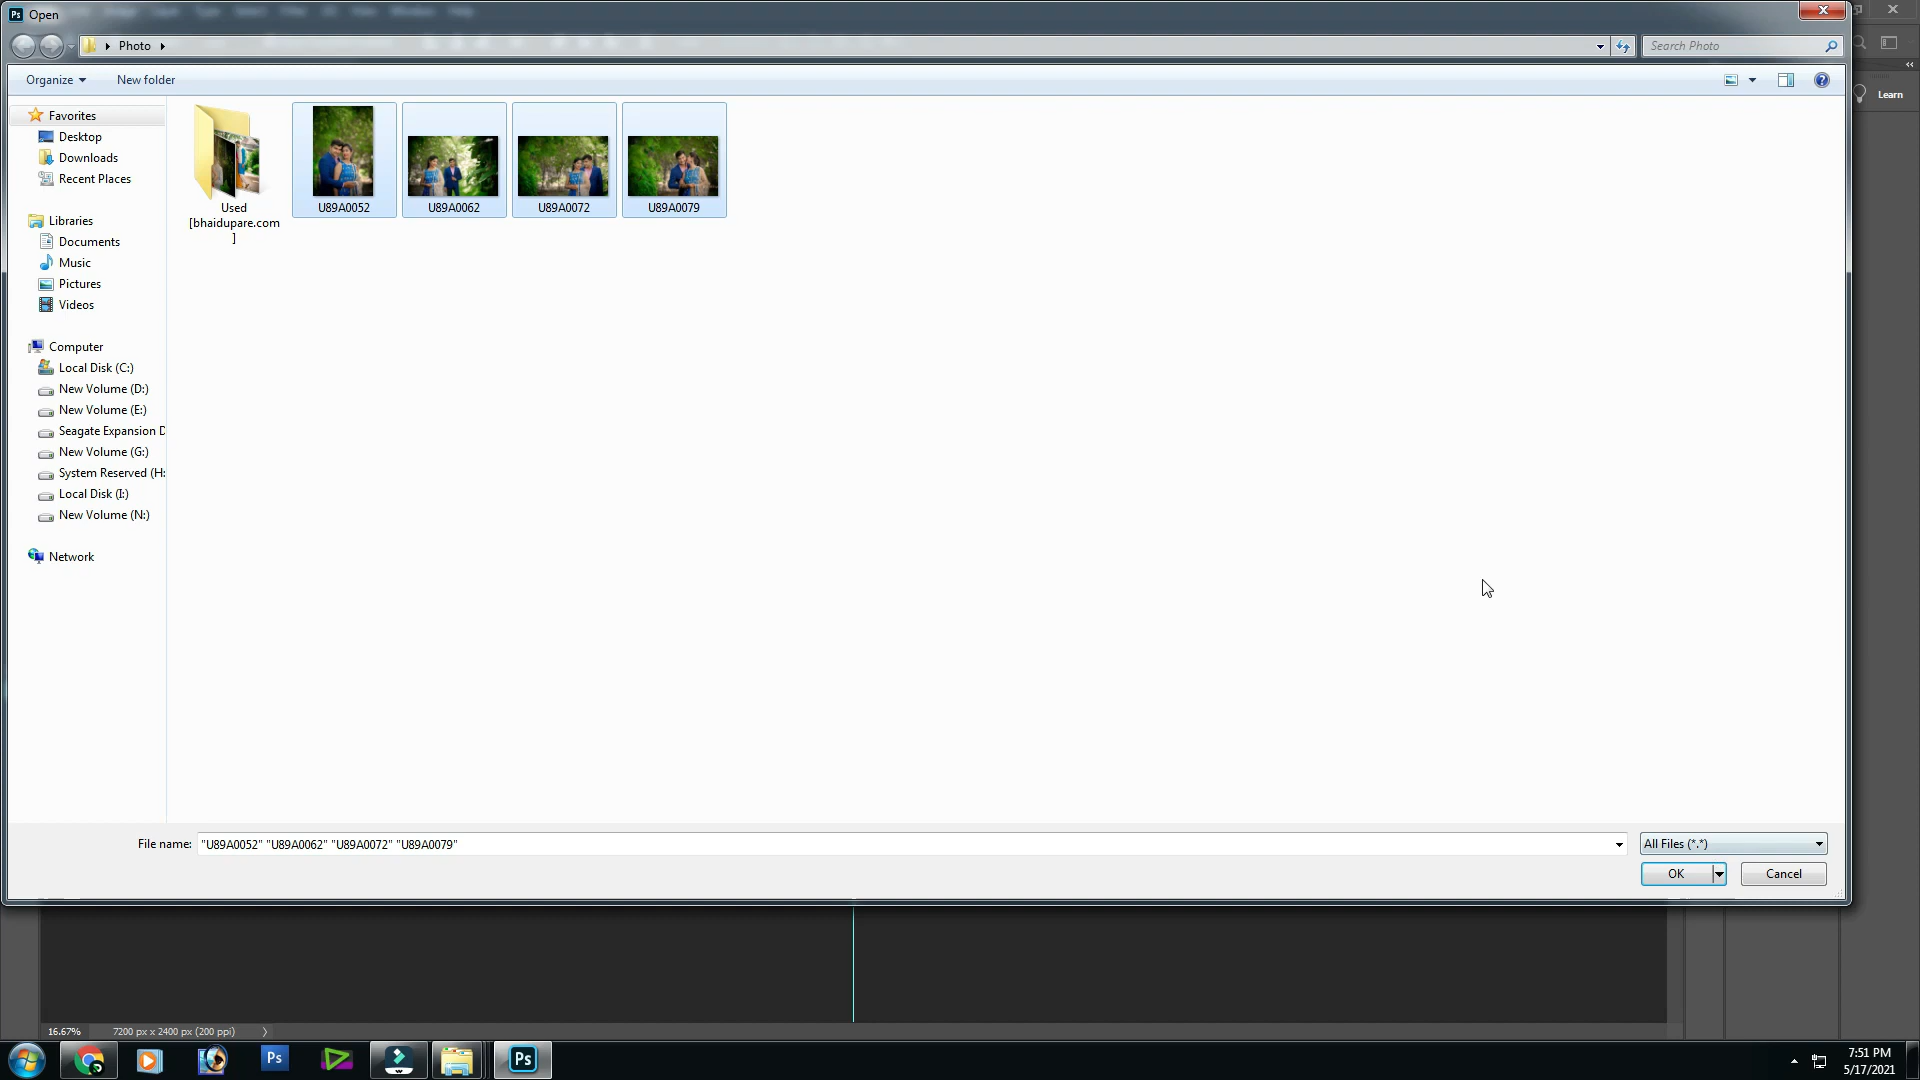 Open
Photo
Search Photo
Organize
New folder
Learn
Favorites
Desktop
Downloads
Recent Places
Libraries
Documents
Music
Pictures
Videos
Computer
Local Disk (C:)
New Volume (D:)
New Volume (E:)
Seagate Expansion D
New Volume (G:)
System Reserved (H:
Local Disk (I:)
New Volume (N:)
Network
Used
[bhaidupare.com
]
U89A0052
U89A0062
U89A0072
U89A0079
File name:
"U89A0052" "U89A0062" "U89A0072" "U89A0079"
All Files (*.*)
OK
Cancel
16.67%
7200 px x 2400 px (200 ppi)
7:51 PM
5/17/2021